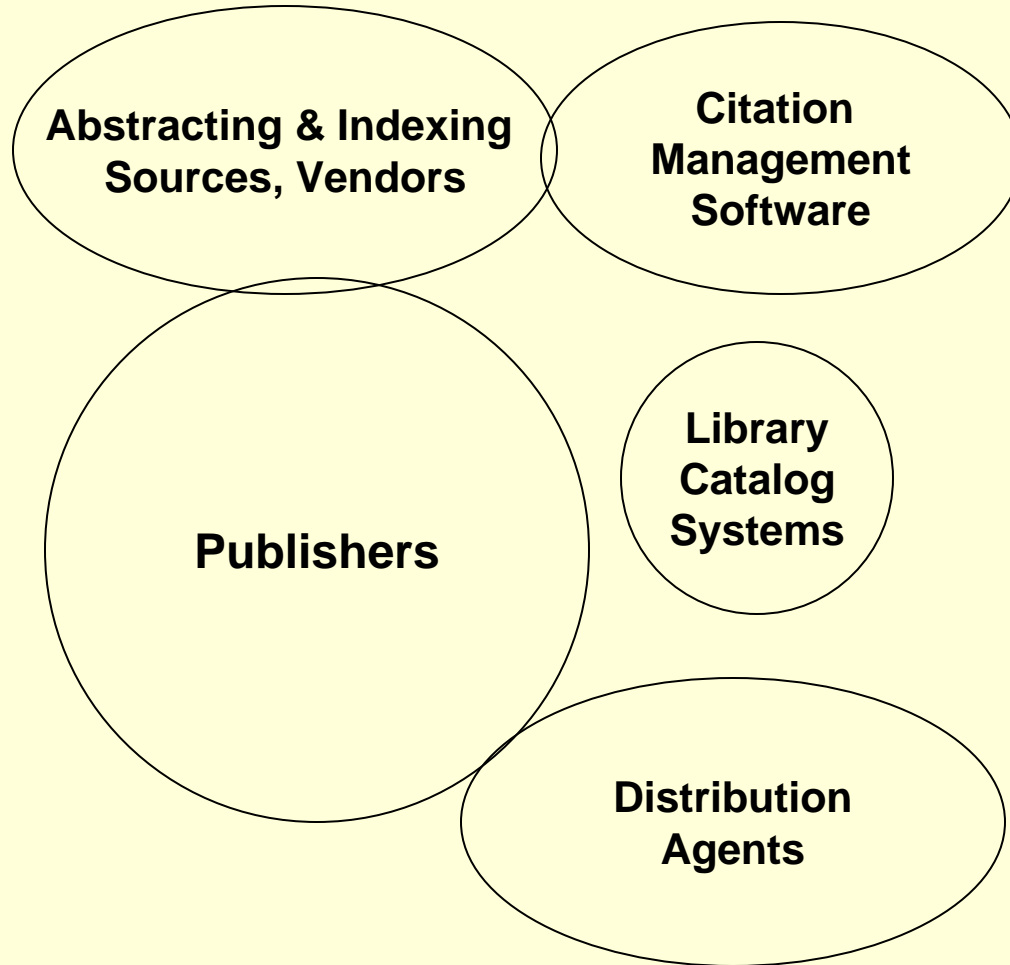 Abstracting & Indexing
Sources, Vendors
Citation
Management
Software
Library
Catalog
Systems
Publishers
Distribution
Agents